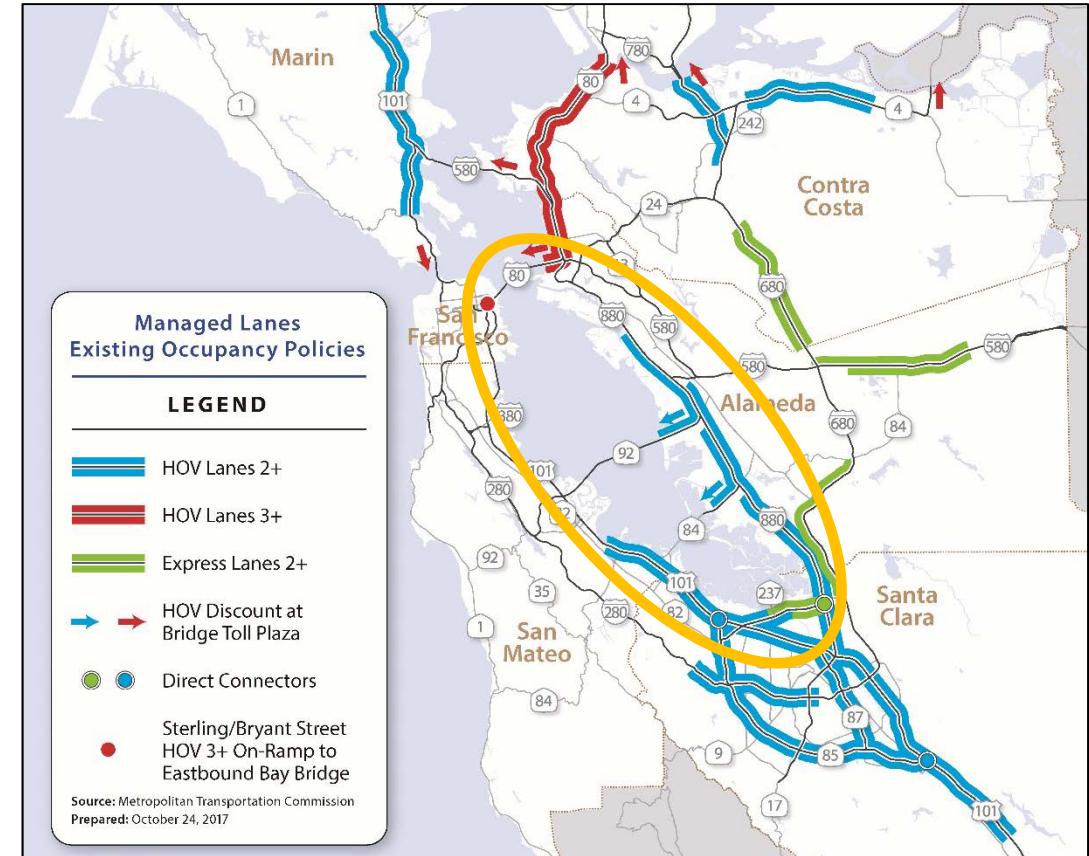 Marin
780
80
1
101
4
242
4
580
Contra
Costa
24
13
680
80
San
Francisco
880
580
580
580
Alameda
680
84
380
101
92
280
92
84
880
92
35
101
82
237
280
Santa
Clara
1
San
Mateo
84
87
9
85
17
101
Managed Lanes
Existing Occupancy Policies
LEGEND
HOV Lanes 2+
HOV Lanes 3+
Express Lanes 2+
HOV Discount at
Bridge Toll Plaza
Direct Connectors
Sterling/Bryant Street
HOV 3+ On-Ramp to
Eastbound Bay Bridge
Source: Metropolitan Transportation Commission
Prepared: October 24, 2017